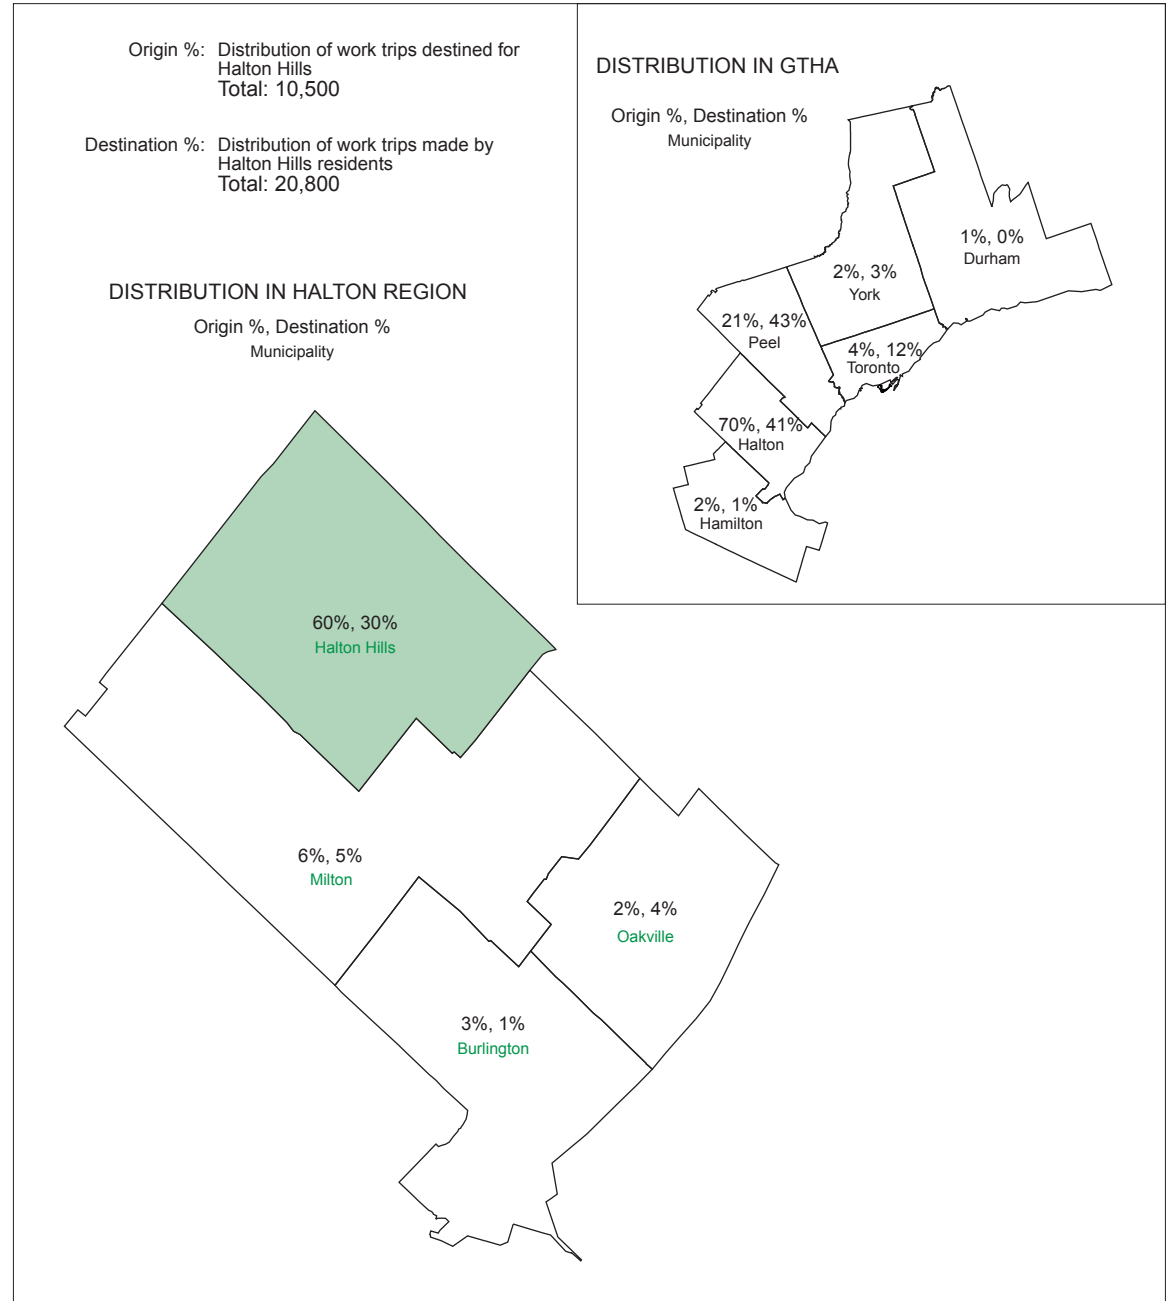 Origin %: Distribution of work trips destined for
Halton Hills
Total: 10,500
Destination %: Distribution of work trips made by
Halton Hills residents
Total: 20,800
DISTRIBUTION IN HALTON REGION
Origin %, Destination %
Municipality
60%, 30%
Halton Hills
6%, 5%
Milton
2%, 4%
Oakville
3%, 1%
Burlington
DISTRIBUTION IN GTHA
Origin %, Destination %
Municipality
1%, 0%
Durham
2%, 3%
York
21%, 43%
Peel
4%, 12%
Toronto
70%, 41%
Halton
2%, 1%
Hamilton